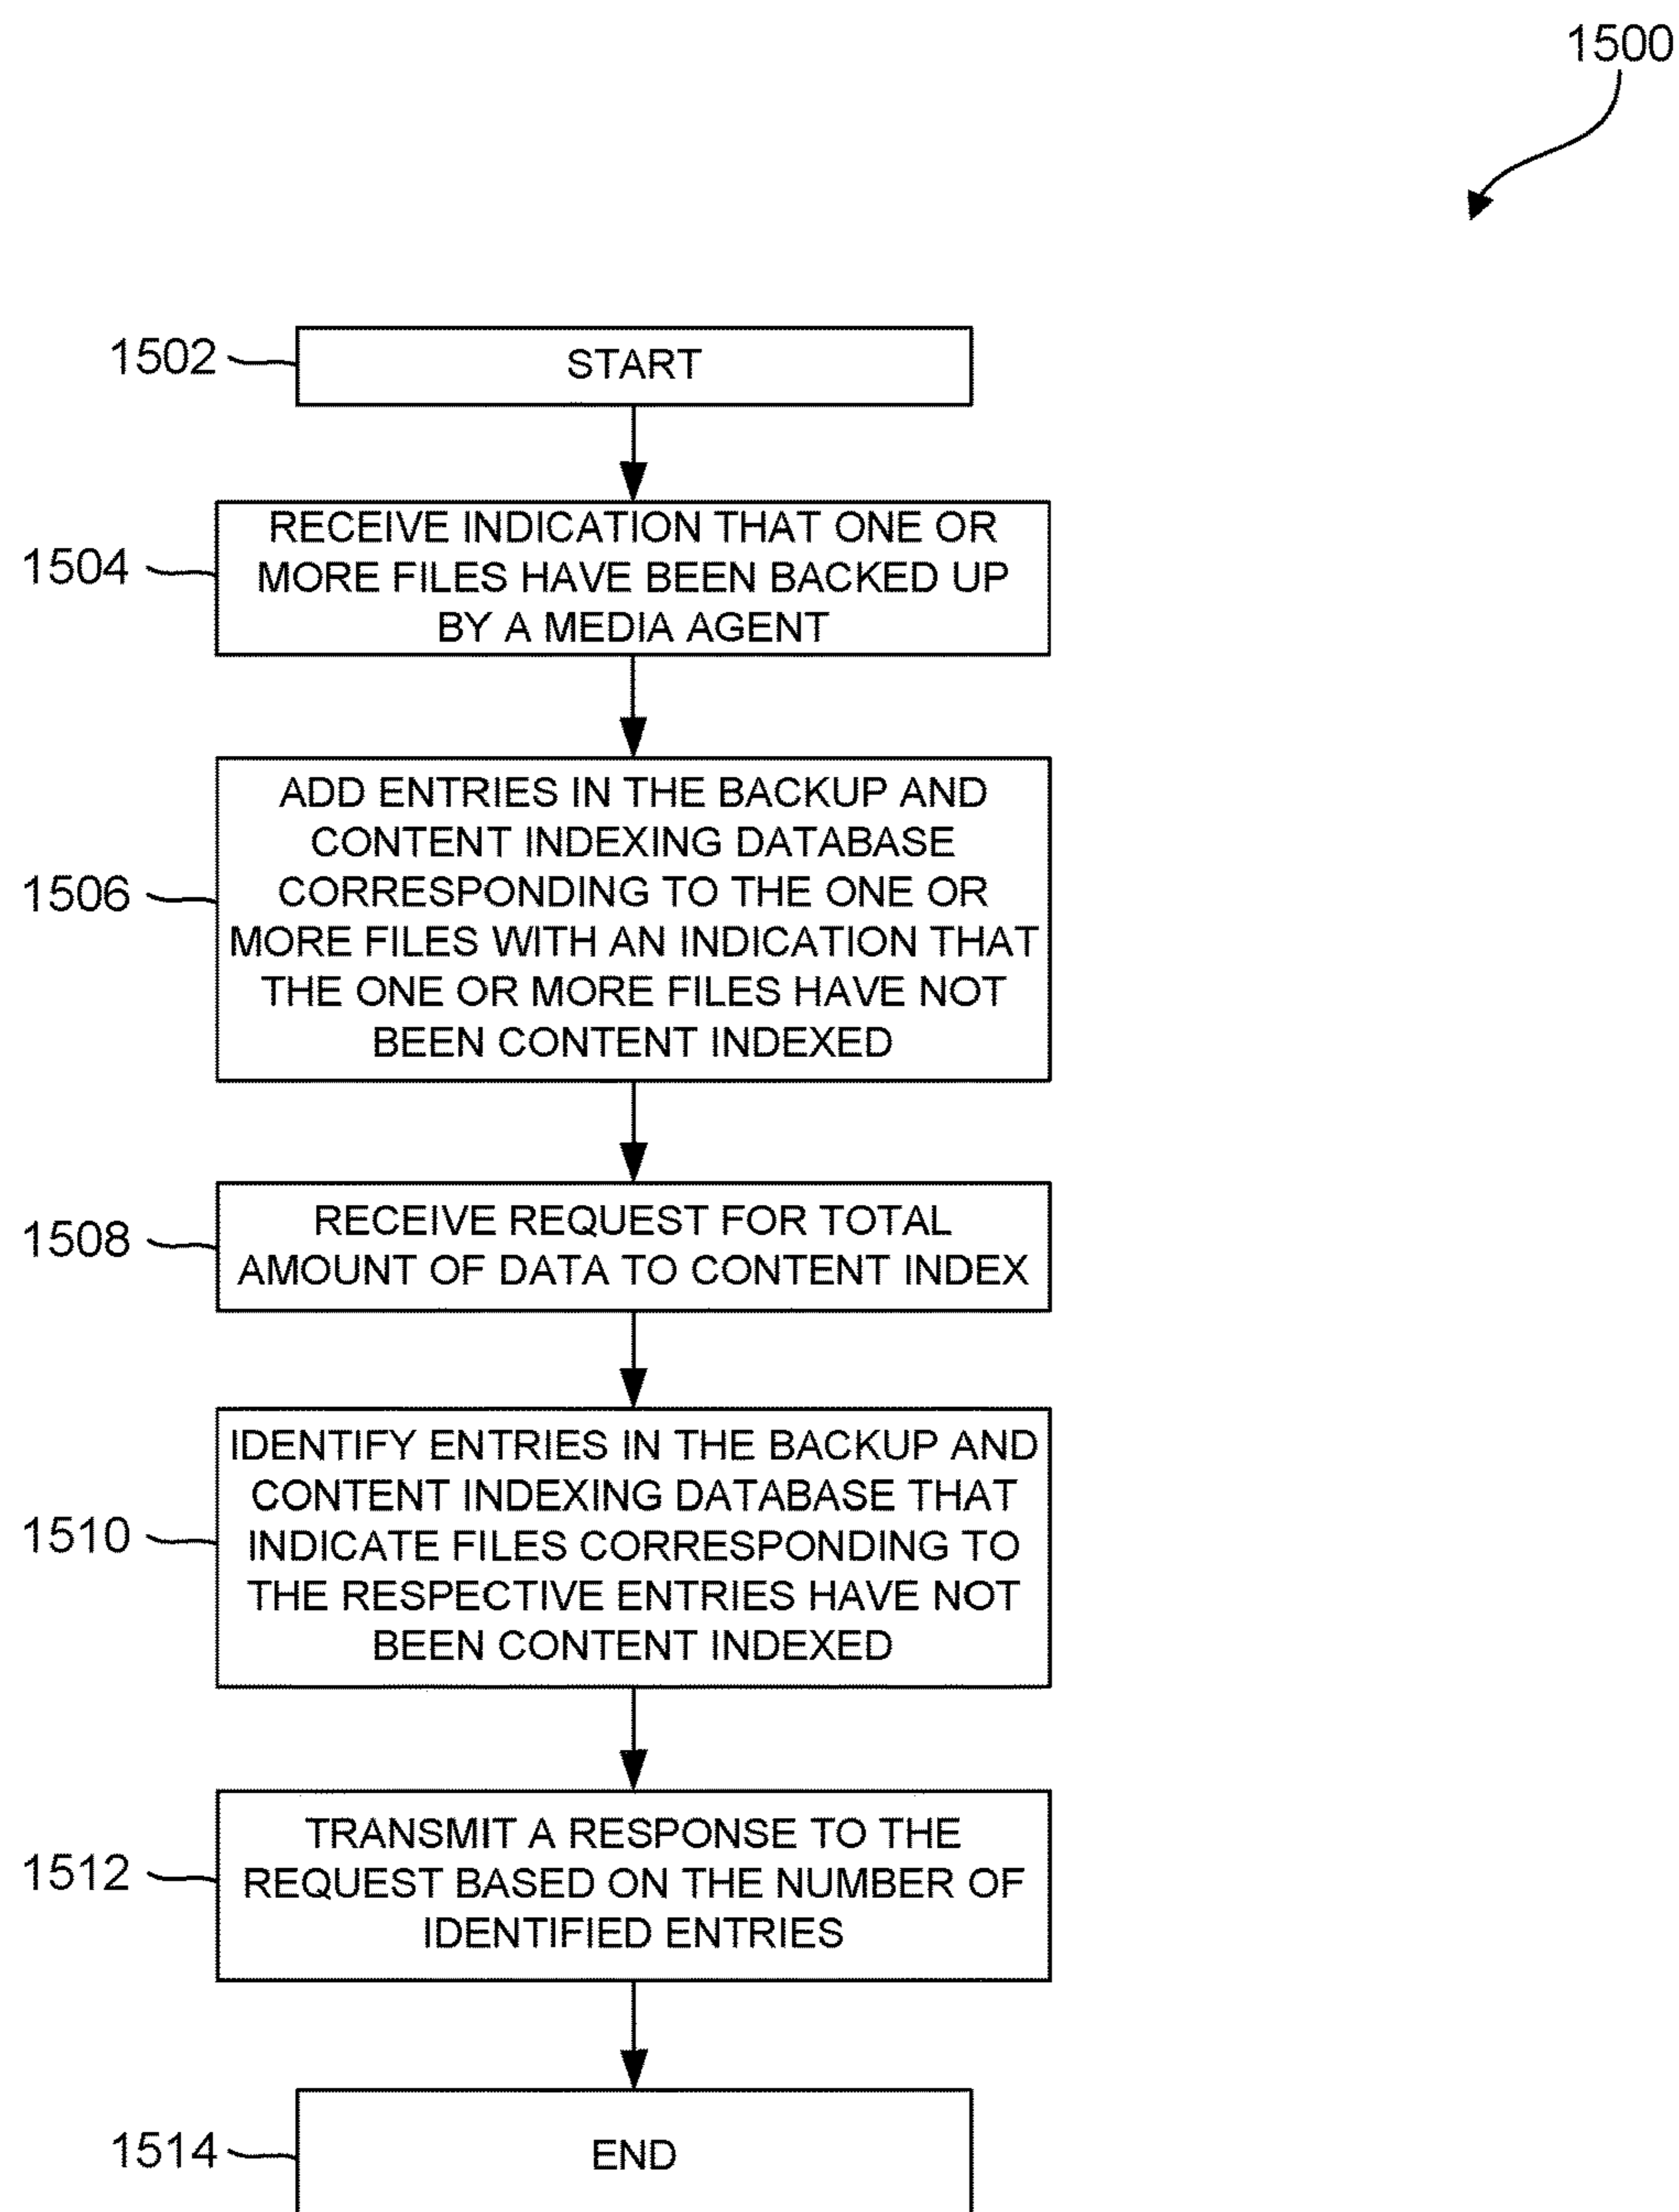 1500
1502
START
1504
RECEIVE INDICATION THAT ONE OR
MORE FILES HAVE BEEN BACKED UP
BY A MEDIA AGENT
1506
ADD ENTRIES IN THE BACKUP AND
CONTENT INDEXING DATABASE
CORRESPONDING TO THE ONE OR
MORE FILES WITH AN INDICATION THAT
THE ONE OR MORE FILES HAVE NOT
BEEN CONTENT INDEXED
1508
RECEIVE REQUEST FOR TOTAL
AMOUNT OF DATA TO CONTENT INDEX
1510
IDENTIFY ENTRIES IN THE BACKUP AND
CONTENT INDEXING DATABASE THAT
INDICATE FILES CORRESPONDING TO
THE RESPECTIVE ENTRIES HAVE NOT
BEEN CONTENT INDEXED
1512
TRANSMIT A RESPONSE TO THE
REQUEST BASED ON THE NUMBER OF
IDENTIFIED ENTRIES
1514
END